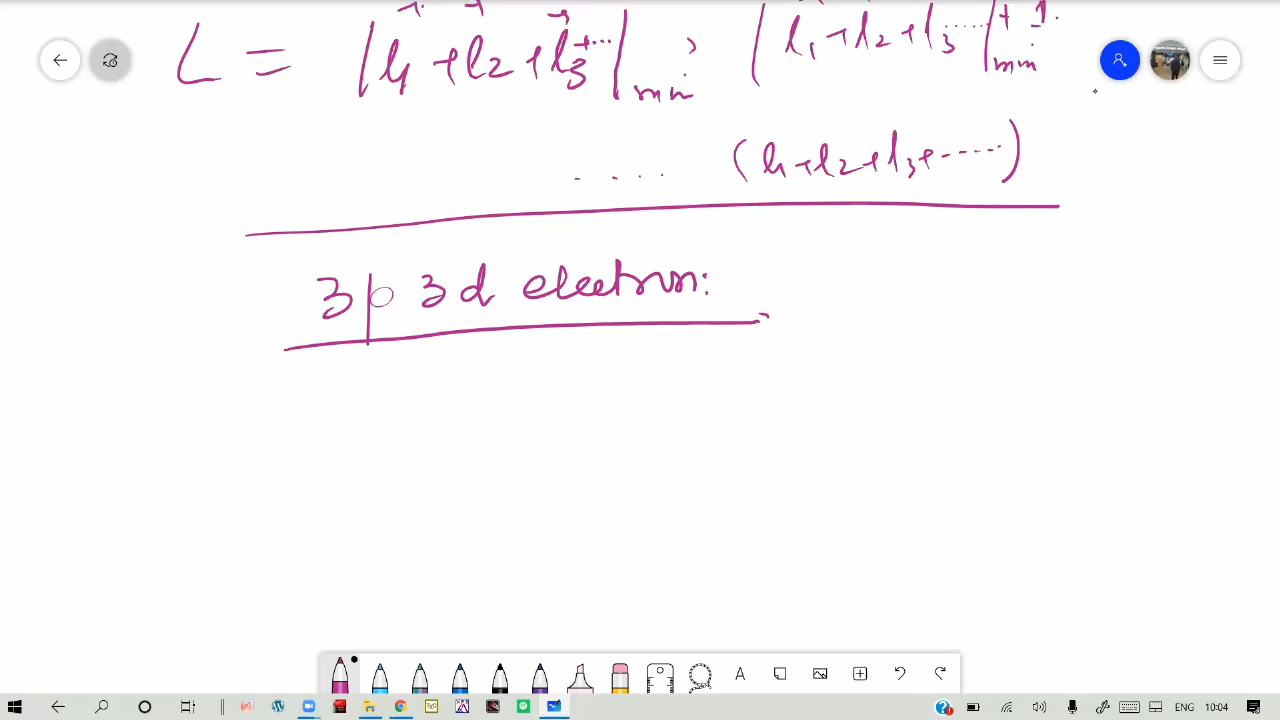 L = |l₁ + l₂ + l₃ + ...|min , |l₁ + l₂ + l₃ .....|min + 1.
.... (l₁ + l₂ + l₃ + ......)
3p 3d electron:
A
ENG 10:04